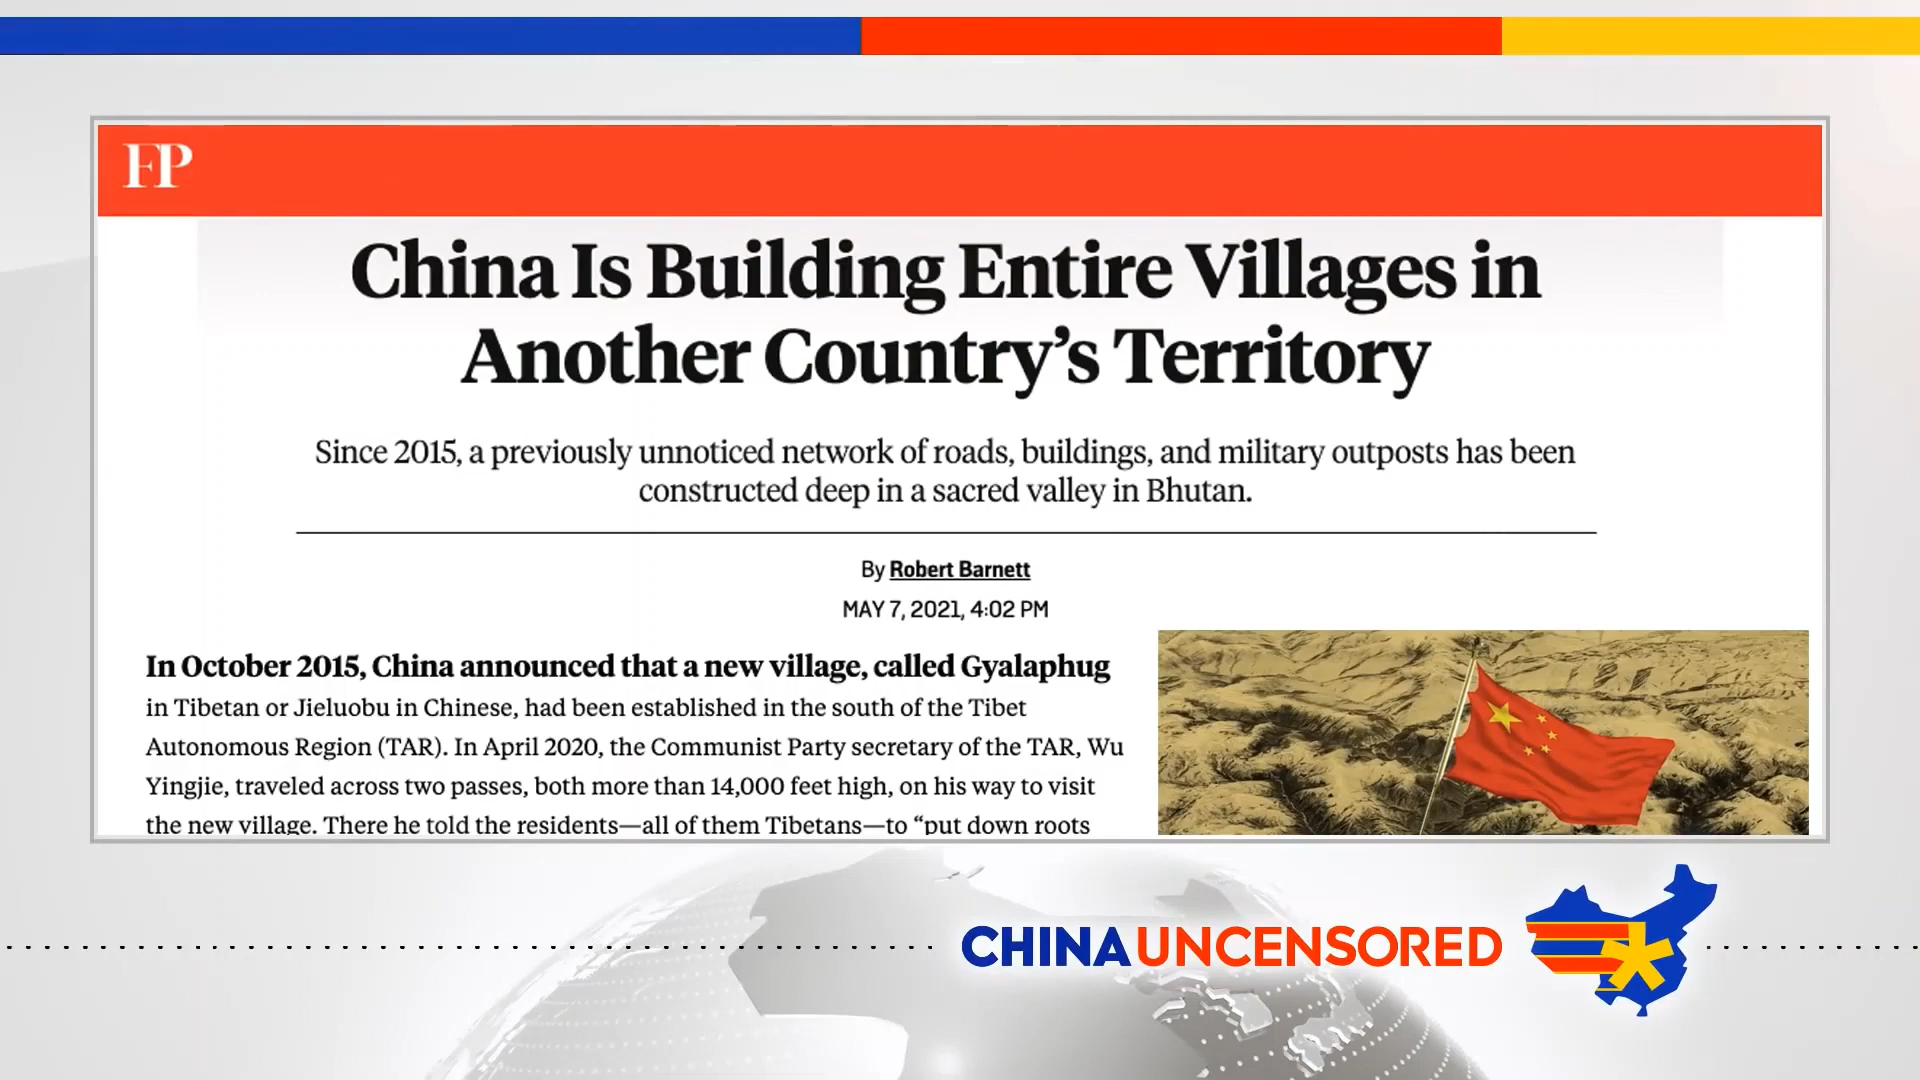 FP
China Is Building Entire Villages in
Another Country’s Territory
Since 2015, a previously unnoticed network of roads, buildings, and military outposts has been
constructed deep in a sacred valley in Bhutan.
By Robert Barnett
MAY 7, 2021, 4:02 PM
In October 2015, China announced that a new village, called Gyalaphug
in Tibetan or Jieluobu in Chinese, had been established in the south of the Tibet
Autonomous Region (TAR). In April 2020, the Communist Party secretary of the TAR, Wu
Yingjie, traveled across two passes, both more than 14,000 feet high, on his way to visit
the new village. There he told the residents—all of them Tibetans—to “put down roots
CHINA UNCENSORED